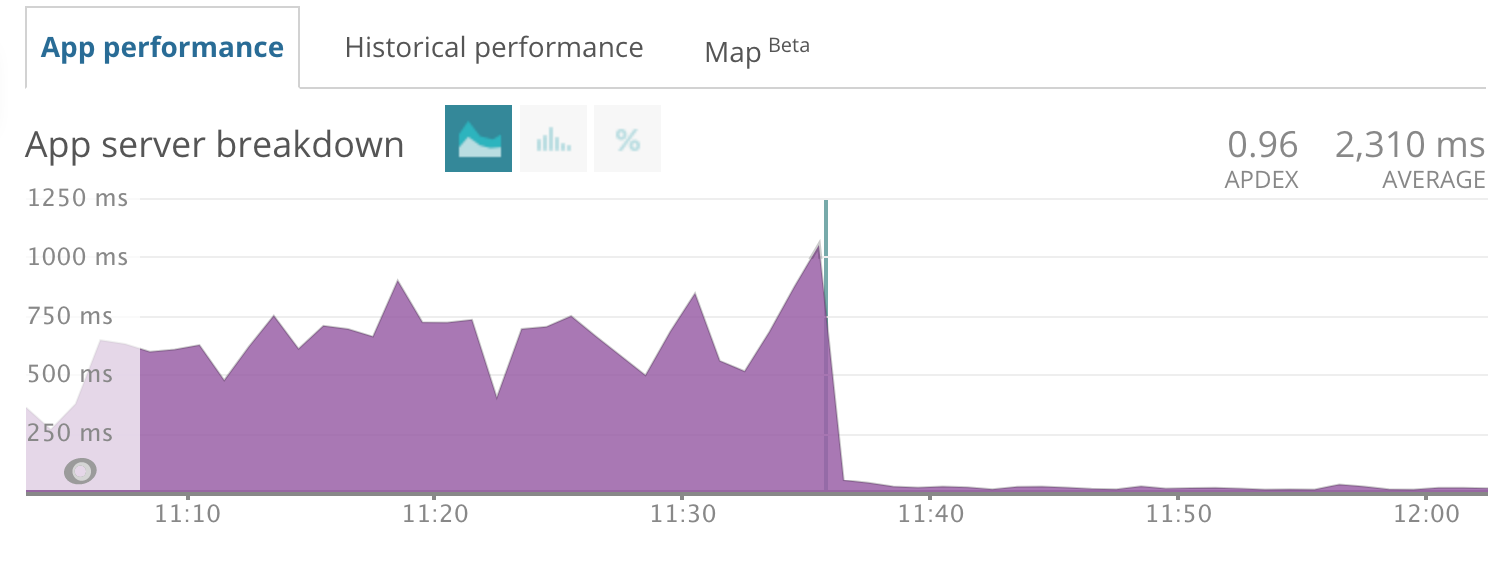 App performance Historical performance Map Beta
App server breakdown % 0.96 2,310 ms
APDEX AVERAGE
1250 ms
1000 ms
750 ms
500 ms
250 ms
11:10 11:20 11:30 11:40 11:50 12:00